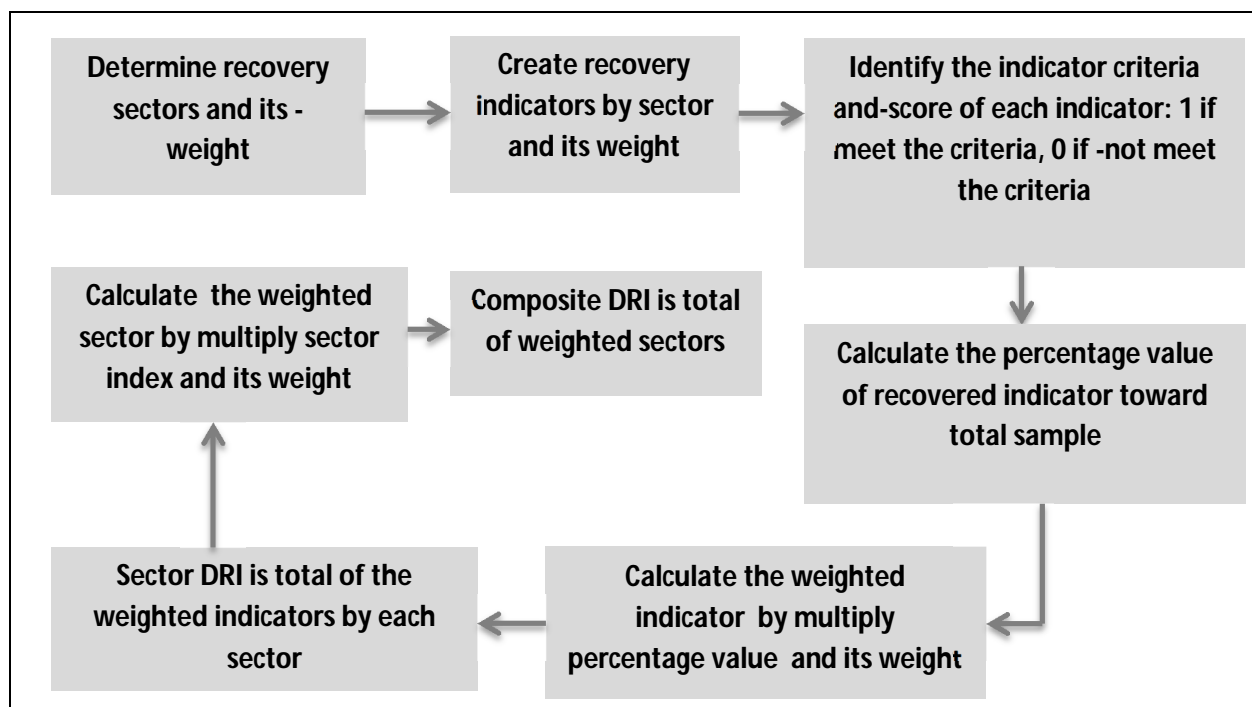 Determine recovery
sectors and its -
weight
Create recovery
indicators by sector
and its weight
Identify the indicator criteria
and-score of each indicator: 1 if
meet the criteria, 0 if -not meet
the criteria
Calculate the percentage value
of recovered indicator toward
total sample
Calculate the weighted
indicator by multiply
percentage value and its weight
Sector DRI is total of the
weighted indicators by each
sector
Calculate the weighted
sector by multiply sector
index and its weight
Composite DRI is total
of weighted sectors